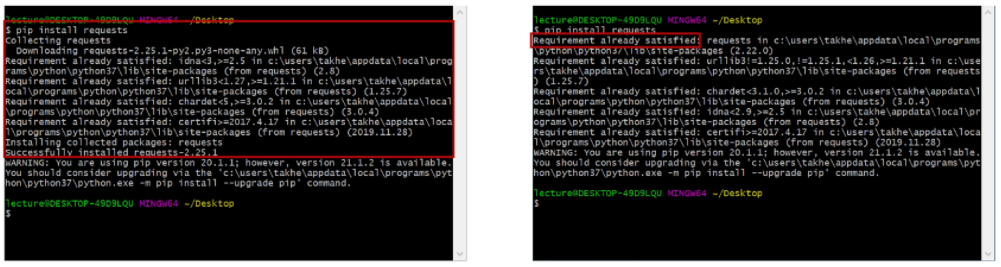 lecture@DESKTOP-49D9LQU MINGW64 ~/Desktop
$ pip install requests
Collecting requests
  Downloading requests-2.25.1-py2.py3-none-any.whl (61 kB)
Requirement already satisfied: idna<3,>=2.5 in c:\users\takhe\appdata\local\progr
ams\python\python37\lib\site-packages (from requests) (2.8)
Requirement already satisfied: urllib3<1.27,>=1.21.1 in c:\users\takhe\appdata\lo
cal\programs\python\python37\lib\site-packages (from requests) (1.25.7)
Requirement already satisfied: chardet<5,>=3.0.2 in c:\users\takhe\appdata\local
\programs\python\python37\lib\site-packages (from requests) (3.0.4)
Requirement already satisfied: certifi>=2017.4.17 in c:\users\takhe\appdata\local
\programs\python\python37\lib\site-packages (from requests) (2019.11.28)
Installing collected packages: requests
Successfully installed requests-2.25.1
WARNING: You are using pip version 20.1.1; however, version 21.1.2 is available.
You should consider upgrading via the 'c:\users\takhe\appdata\local\programs\pyt
hon\python37\python.exe -m pip install --upgrade pip' command.
lecture@DESKTOP-49D9LQU MINGW64 ~/Desktop
$
lecture@DESKTOP-49D9LQU MINGW64 ~/Desktop
$ pip install requests
Requirement already satisfied: requests in c:\users\takhe\appdata\local\programs
\python\python37\lib\site-packages (2.22.0)
Requirement already satisfied: urllib3!=1.25.0,!=1.25.1,<1.26,>=1.21.1 in c:\use
rs\takhe\appdata\local\programs\python\python37\lib\site-packages (from requests)
(1.25.7)
Requirement already satisfied: chardet<3.1.0,>=3.0.2 in c:\users\takhe\appdata\l
ocal\programs\python\python37\lib\site-packages (from requests) (3.0.4)
Requirement already satisfied: idna<2.9,>=2.5 in c:\users\takhe\appdata\local\pr
ograms\python\python37\lib\site-packages (from requests) (2.8)
Requirement already satisfied: certifi>=2017.4.17 in c:\users\takhe\appdata\loca
l\programs\python\python37\lib\site-packages (from requests) (2019.11.28)
WARNING: You are using pip version 20.1.1; however, version 21.1.2 is available.
You should consider upgrading via the 'c:\users\takhe\appdata\local\programs\pyt
hon\python37\python.exe -m pip install --upgrade pip' command.
lecture@DESKTOP-49D9LQU MINGW64 ~/Desktop
$